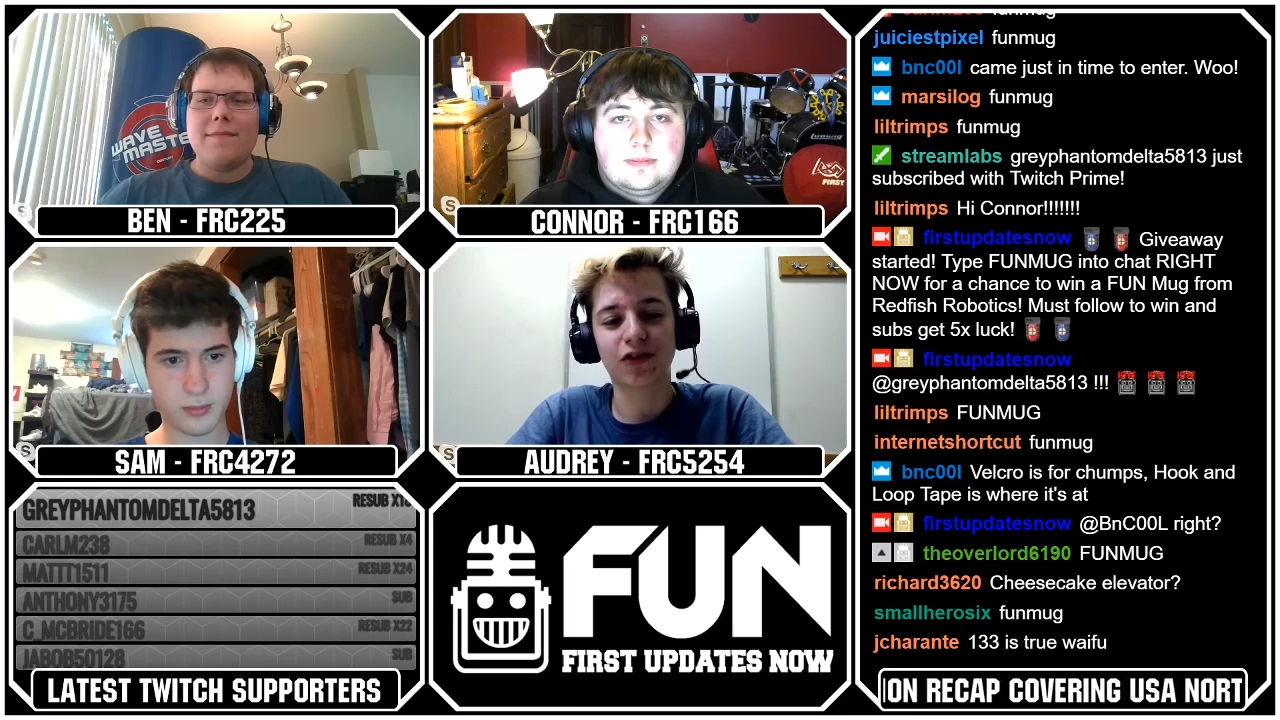 WAVE
MASTER
LUDWIG
FIRST
BEN - FRC225
CONNOR - FRC166
SAM - FRC4272
AUDREY - FRC5254
GREYPHANTOMDELTA5813
CARLM238 RESUB X4
MATTT1511 RESUB X24
ANTHONY3175 SUB
C_MCBRIDE166 RESUB X22
JABOB50128 SUB
LATEST TWITCH SUPPORTERS
FUN
FIRST UPDATES NOW
juiciestpixel funmug
bnc00l came just in time to enter. Woo!
marsilog funmug
liltrimps funmug
streamlabs greyphantomdelta5813 just
subscribed with Twitch Prime!
liltrimps Hi Connor!!!!!!!
firstupdatesnow Giveaway
started! Type FUNMUG into chat RIGHT
NOW for a chance to win a FUN Mug from
Redfish Robotics! Must follow to win and
subs get 5x luck!
firstupdatesnow
@greyphantomdelta5813 !!!
liltrimps FUNMUG
internetshortcut funmug
bnc00l Velcro is for chumps, Hook and
Loop Tape is where it's at
firstupdatesnow @BnC00L right?
theoverlord6190 FUNMUG
richard3620 Cheesecake elevator?
smallherosix funmug
jcharante 133 is true waifu
ON RECAP COVERING USA NORT